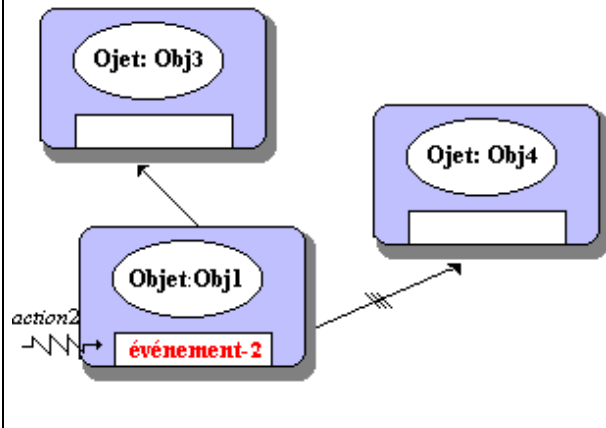 Ojet: Obj3
Ojet: Obj4
Objet:Obj1
action2
événement-2